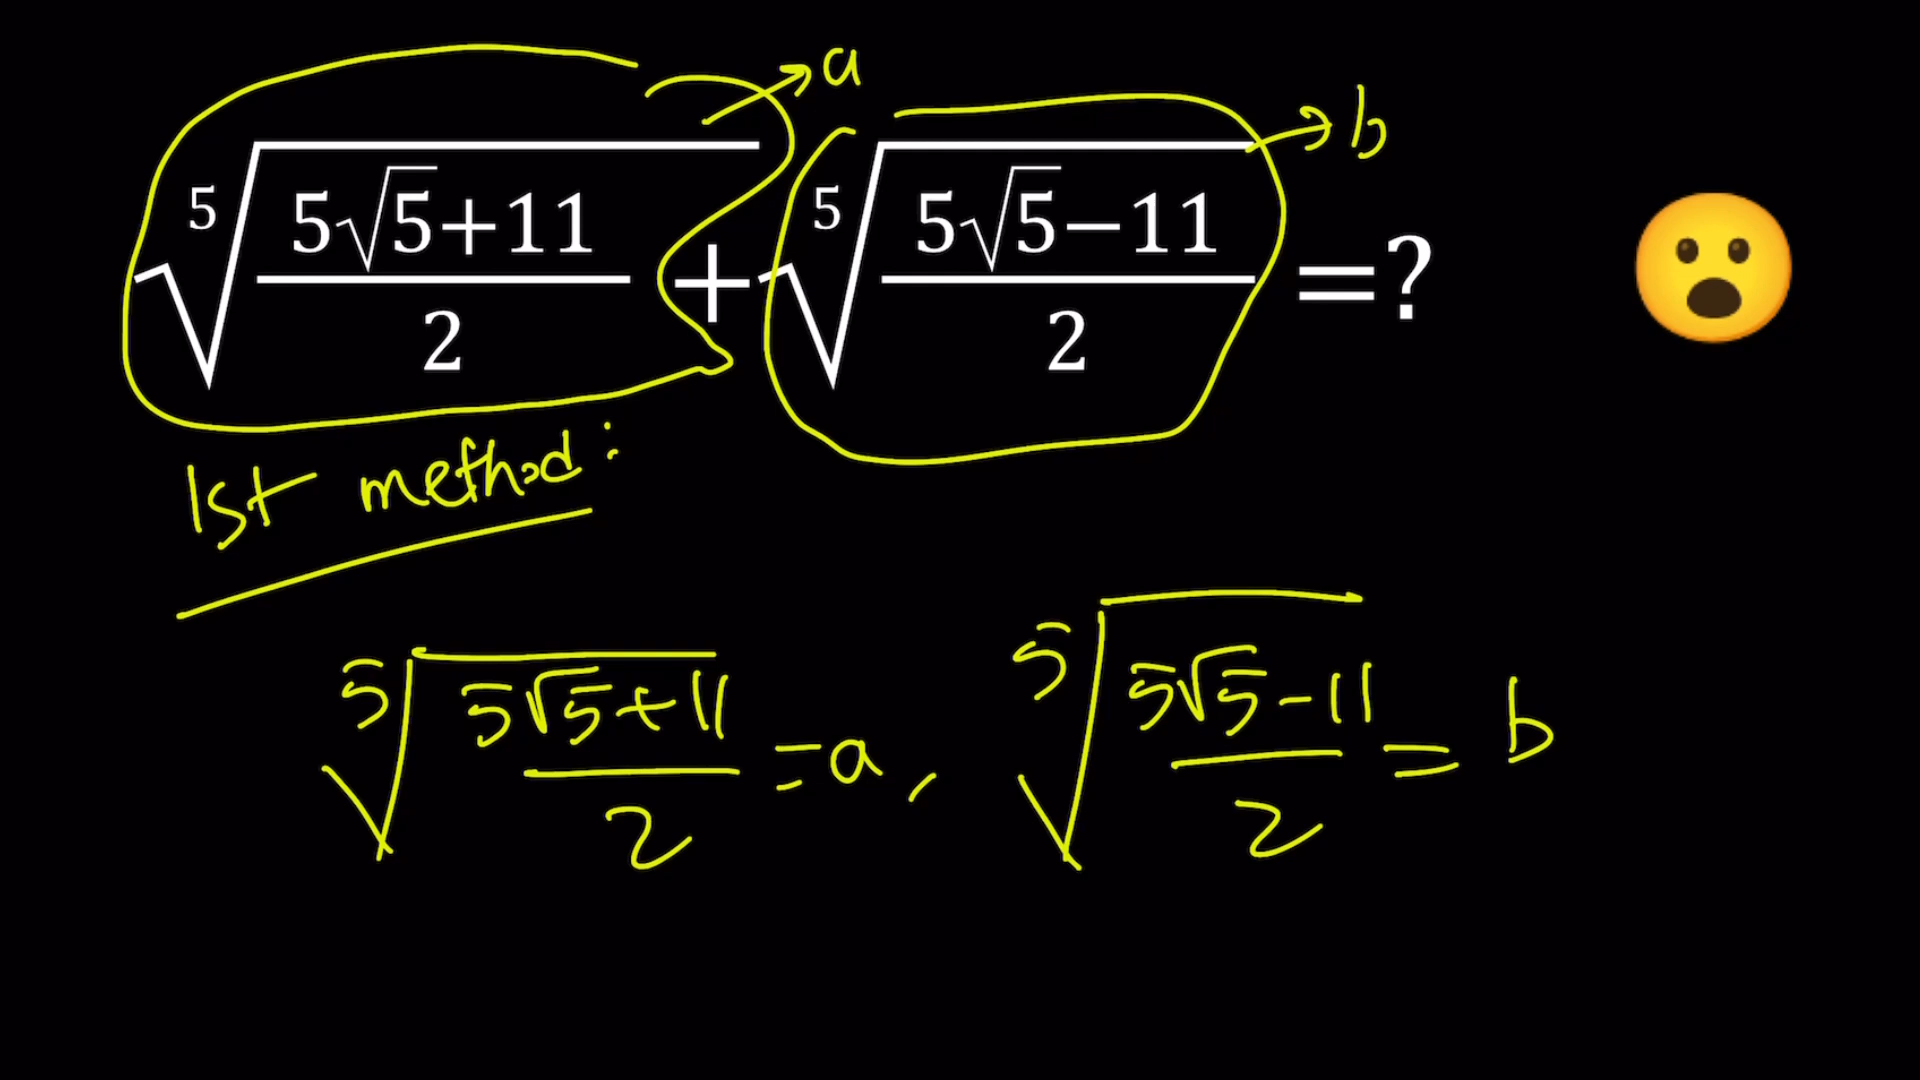 → a
→ b
⁵√((5√5+11)/2) + ⁵√((5√5−11)/2) =?
1st method:
⁵√((5√5+11)/2) = a, ⁵√((5√5−11)/2) = b